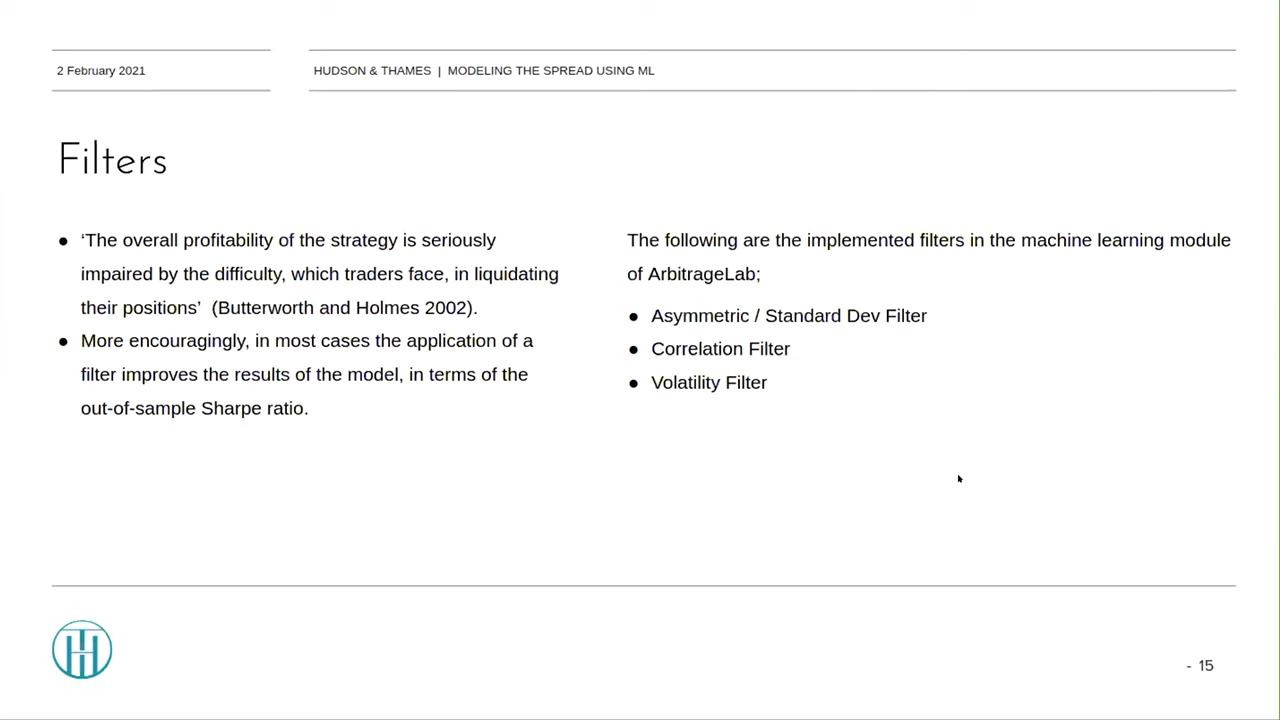 2 February 2021
HUDSON & THAMES | MODELING THE SPREAD USING ML
Filters
● ‘The overall profitability of the strategy is seriously
impaired by the difficulty, which traders face, in liquidating
their positions’ (Butterworth and Holmes 2002).
● More encouragingly, in most cases the application of a
filter improves the results of the model, in terms of the
out-of-sample Sharpe ratio.
The following are the implemented filters in the machine learning module
of ArbitrageLab;
● Asymmetric / Standard Dev Filter
● Correlation Filter
● Volatility Filter
- 15